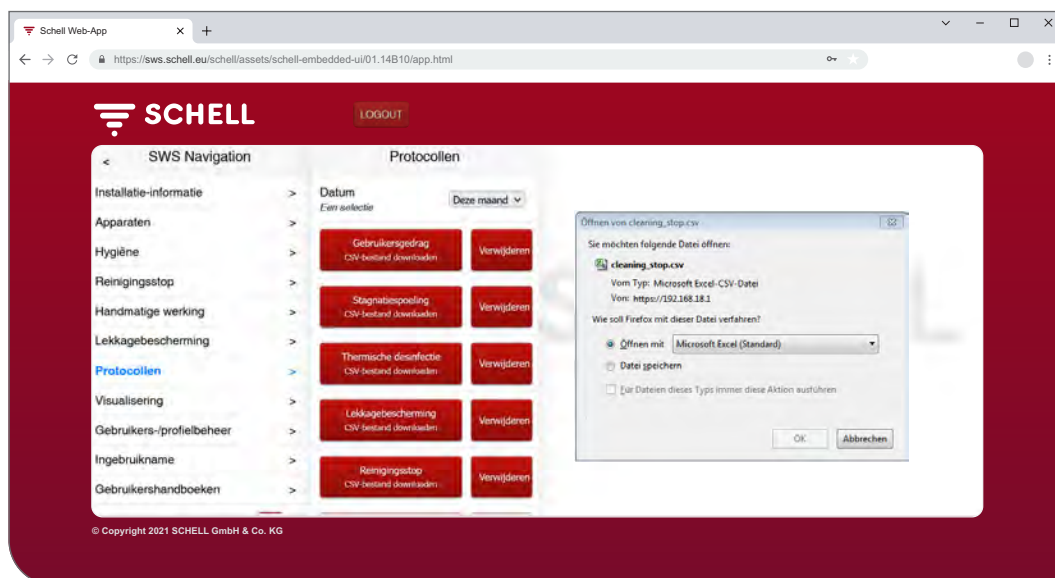 Schell Web-App
https://sws.schell.eu/schell/assets/schell-embedded-ui/01.14B10/app.html
SCHELL
LOGOUT
< SWS Navigation
Installatie-informatie >
Apparaten >
Hygiëne >
Reinigingsstop >
Handmatige werking >
Lekkagebescherming >
Protocollen >
Visualisering >
Gebruikers-/profielbeheer >
Ingebruikname >
Gebruikershandboeken >
Protocollen
Datum
Een selectie
Deze maand
Gebruikersgedrag
CSV-bestand downloaden
Verwijderen
Stagnatiespoeling
CSV-bestand downloaden
Verwijderen
Thermische desinfectie
CSV-bestand downloaden
Verwijderen
Lekkagebescherming
CSV-bestand downloaden
Verwijderen
Reinigingsstop
CSV-bestand downloaden
Verwijderen
Öffnen von cleaning_stop.csv
Sie möchten folgende Datei öffnen:
cleaning_stop.csv
Vom Typ: Microsoft Excel-CSV-Datei
Von: https://192.168.18.1
Wie soll Firefox mit dieser Datei verfahren?
Öffnen mit Microsoft Excel (Standard)
Datei speichern
Für Dateien dieses Typs immer diese Aktion ausführen
OK Abbrechen
© Copyright 2021 SCHELL GmbH & Co. KG